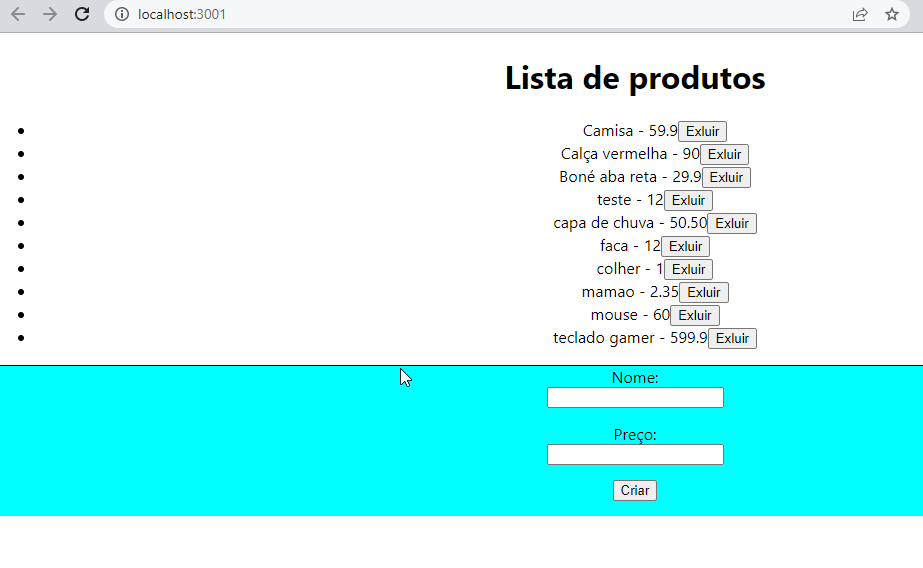 localhost:3001
Lista de produtos
Camisa - 59.9 Exluir
Calça vermelha - 90 Exluir
Boné aba reta - 29.9 Exluir
teste - 12 Exluir
capa de chuva - 50.50 Exluir
faca - 12 Exluir
colher - 1 Exluir
mamao - 2.35 Exluir
mouse - 60 Exluir
teclado gamer - 599.9 Exluir
Nome:
Preço:
Criar